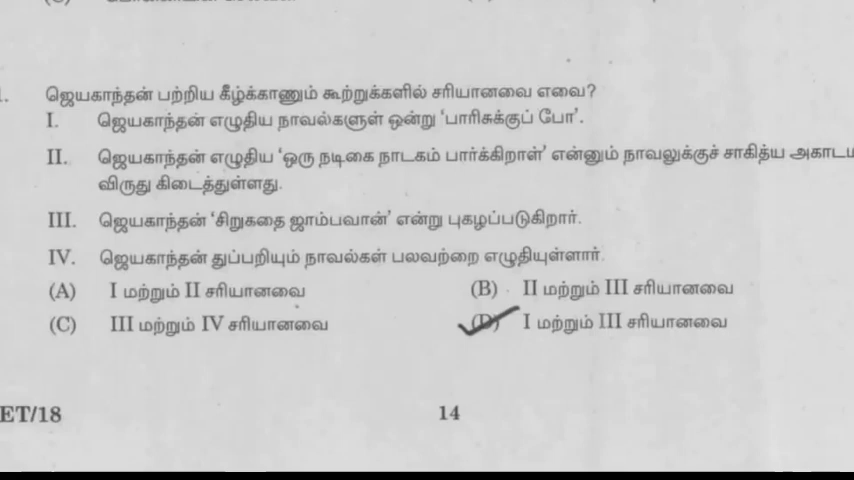 ஜெயகாந்தன் பற்றிய கீழ்க்காணும் கூற்றுக்களில் சரியானவை எவை?
I. ஜெயகாந்தன் எழுதிய நாவல்களுள் ஒன்று 'பாரிசுக்குப் போ'.
II. ஜெயகாந்தன் எழுதிய 'ஒரு நடிகை நாடகம் பார்க்கிறாள்' என்னும் நாவலுக்குச் சாகித்ய
விருது கிடைத்துள்ளது.
III. ஜெயகாந்தன் 'சிறுகதை ஜாம்பவான்' என்று புகழப்படுகிறார்.
IV. ஜெயகாந்தன் துப்பறியும் நாவல்கள் பலவற்றை எழுதியுள்ளார்.
(A) I மற்றும் II சரியானவை (B) II மற்றும் III சரியானவை
(C) III மற்றும் IV சரியானவை (D) I மற்றும் III சரியானவை
ET/18 14